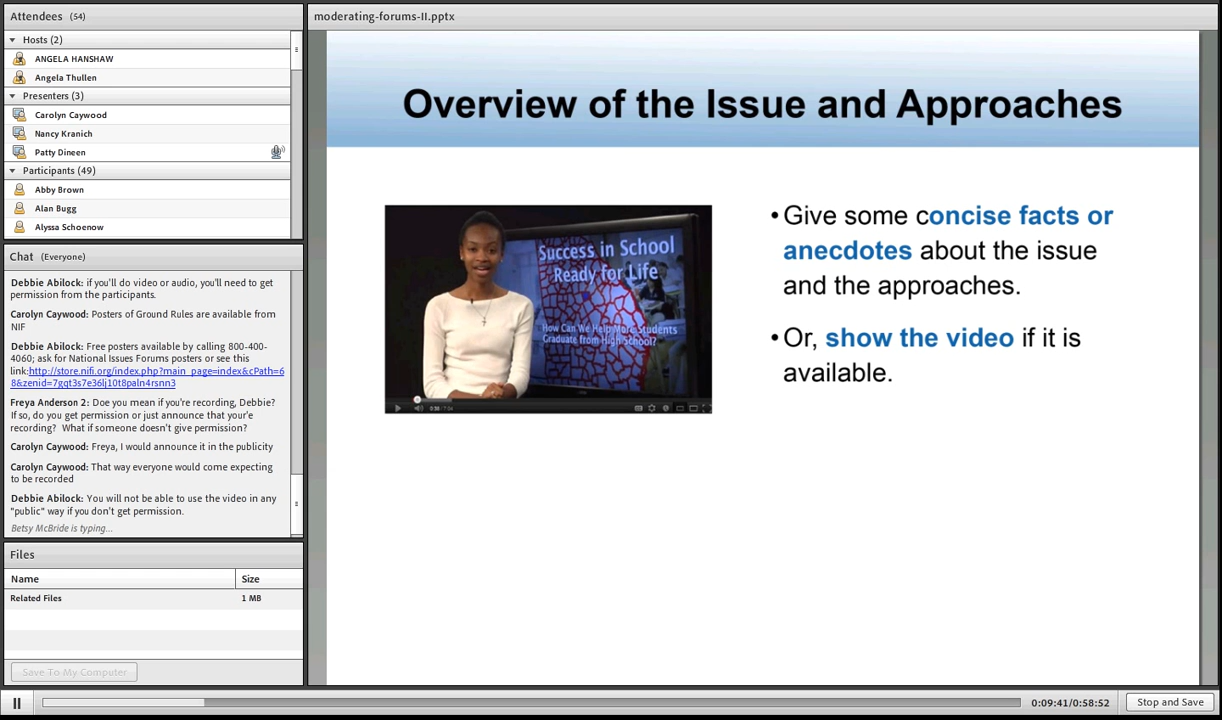 Attendees (54)
Hosts (2)
ANGELA HANSHAW
Angela Thullen
Presenters (3)
Carolyn Caywood
Nancy Kranich
Patty Dineen
Participants (49)
Abby Brown
Alan Bugg
Alyssa Schoenow
Chat (Everyone)
Debbie Abilock: if you'll do video or audio, you'll need to get
permission from the participants.
Carolyn Caywood: Posters of Ground Rules are available from
NIF
Debbie Abilock: Free posters available by calling 800-400-
4060; ask for National Issues Forums posters or see this
link:http://store.nifi.org/index.php?main_page=index&cPath=6
8&zenid=7gqt3s7e36lj10t8paln4rsnn3
Freya Anderson 2: Doe you mean if you're recording, Debbie?
If so, do you get permission or just announce that your'e
recording? What if someone doesn't give permission?
Carolyn Caywood: Freya, I would announce it in the publicity
Carolyn Caywood: That way everyone would come expecting
to be recorded
Debbie Abilock: You will not be able to use the video in any
"public" way if you don't get permission.
Betsy McBride is typing...
Files
Name Size
Related Files 1 MB
Save To My Computer
moderating-forums-II.pptx
Overview of the Issue and Approaches
Success in School
Ready for Life
How Can We Help More Students
Graduate from High School?
• Give some concise facts or
anecdotes about the issue
and the approaches.
• Or, show the video if it is
available.
0:09:41/0:58:52
Stop and Save